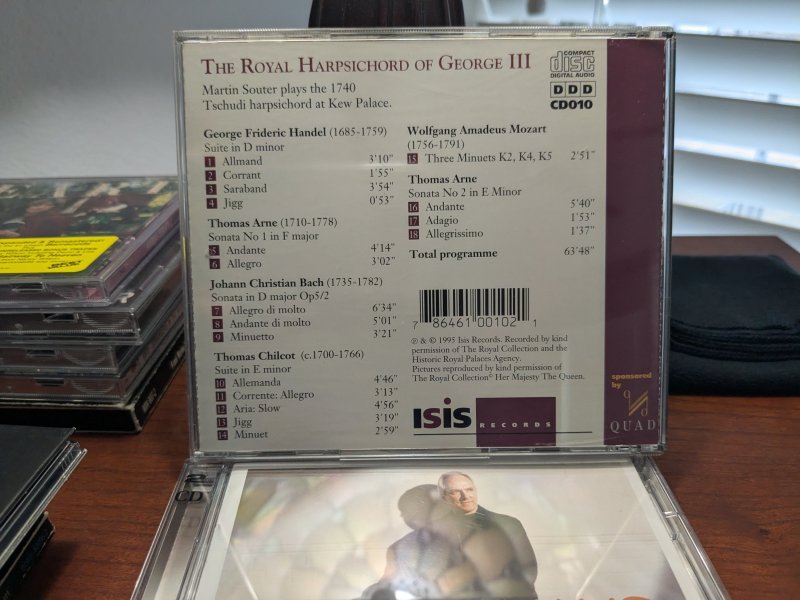 THE ROYAL HARPSICHORD OF GEORGE III
Martin Souter plays the 1740
Tschudi harpsichord at Kew Palace.
COMPACT
disc
DIGITAL AUDIO
D D D
CD010
George Frideric Handel (1685-1759)
Suite in D minor
1 Allmand 3'10"
2 Corrant 1'55"
3 Saraband 3'54"
4 Jigg 0'53"
Thomas Arne (1710-1778)
Sonata No 1 in F major
5 Andante 4'14"
6 Allegro 3'02"
Johann Christian Bach (1735-1782)
Sonata in D major Op5/2
7 Allegro di molto 6'34"
8 Andante di molto 5'01"
9 Minuetto 3'21"
Thomas Chilcot (c.1700-1766)
Suite in E minor
10 Allemanda 4'46"
11 Corrente: Allegro 3'13"
12 Aria: Slow 4'56"
13 Jigg 3'19"
14 Minuet 2'59"
Wolfgang Amadeus Mozart
(1756-1791)
15 Three Minuets K2, K4, K5 2'51"
Thomas Arne
Sonata No 2 in E Minor
16 Andante 5'40"
17 Adagio 1'53"
18 Allegrissimo 1'37"
Total programme 63'48"
7 86461 00102 1
℗ & © 1995 Isis Records. Recorded by kind
permission of The Royal Collection and the
Historic Royal Palaces Agency.
Pictures reproduced by kind permission of
The Royal Collection© Her Majesty The Queen.
ISIS
RECORDS
sponsored
by
QUAD
2
CD